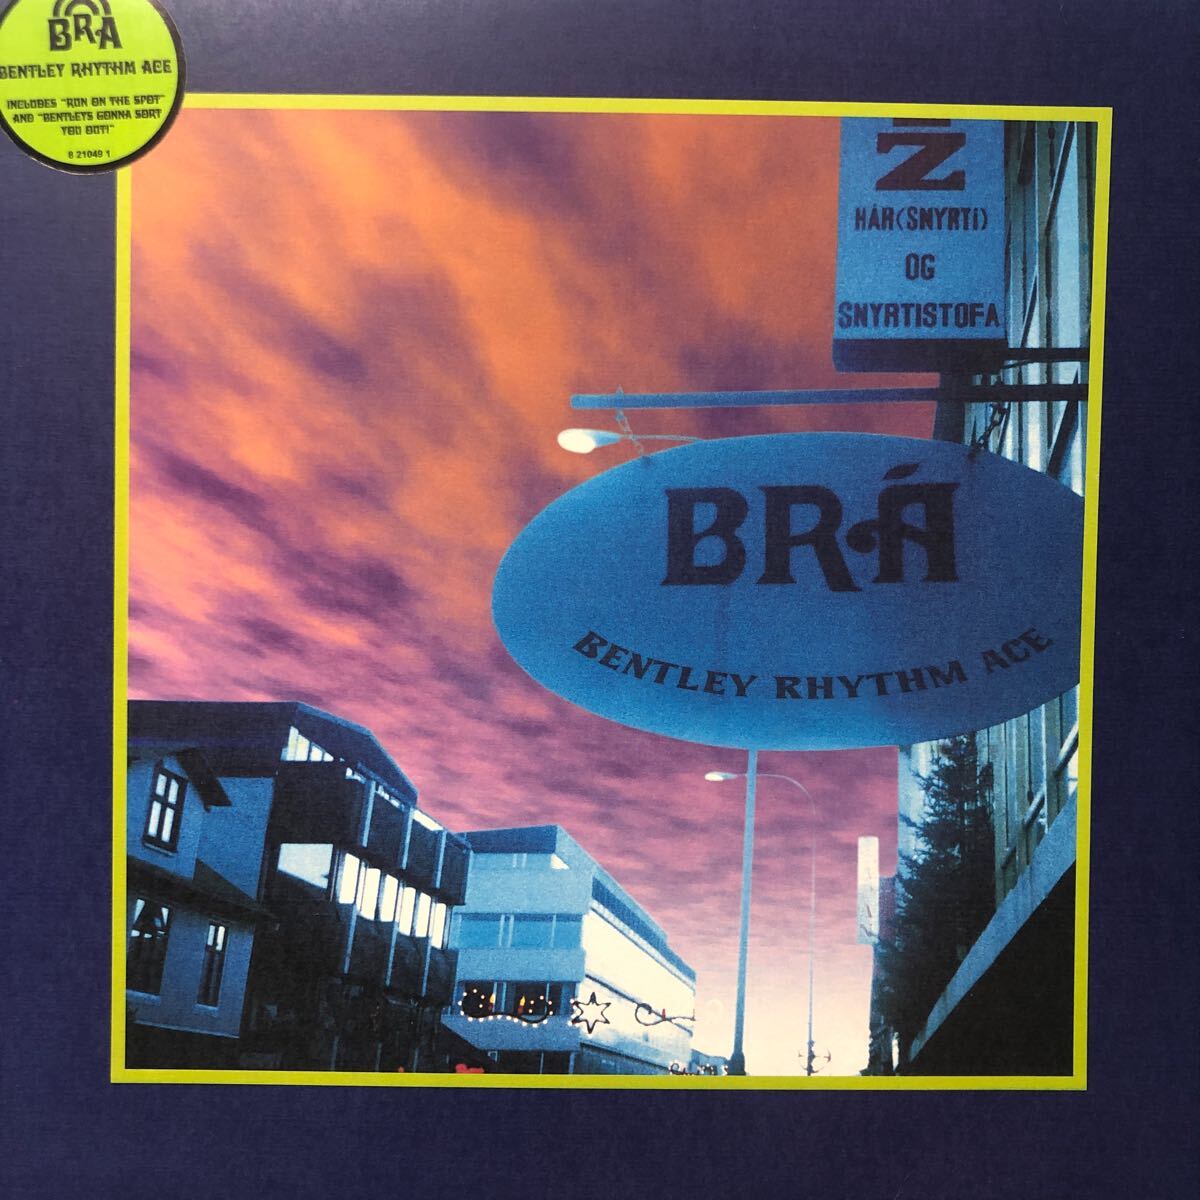 BRA
BENTLEY RHYTHM ACE
INCLUDES "RUN ON THE SPOT"
AND "BENTLEYS GONNA SORT
YOU OUT!"
8 21049 1
Z
HÁR(SNYRTI)
OG
SNYRTISTOFA
BRÁ
BENTLEY RHYTHM ACE